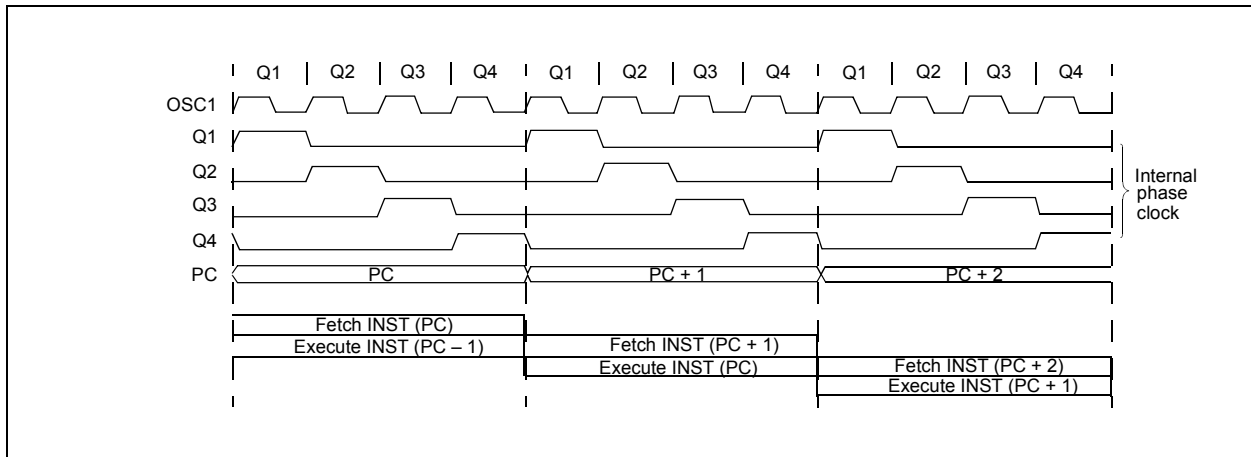 Q1 Q2 Q3 Q4 Q1 Q2 Q3 Q4 Q1 Q2 Q3 Q4
OSC1
Q1
Q2
Q3
Q4
Internal
phase
clock
PC PC PC + 1 PC + 2
Fetch INST (PC)
Execute INST (PC – 1) Fetch INST (PC + 1)
Execute INST (PC) Fetch INST (PC + 2)
Execute INST (PC + 1)